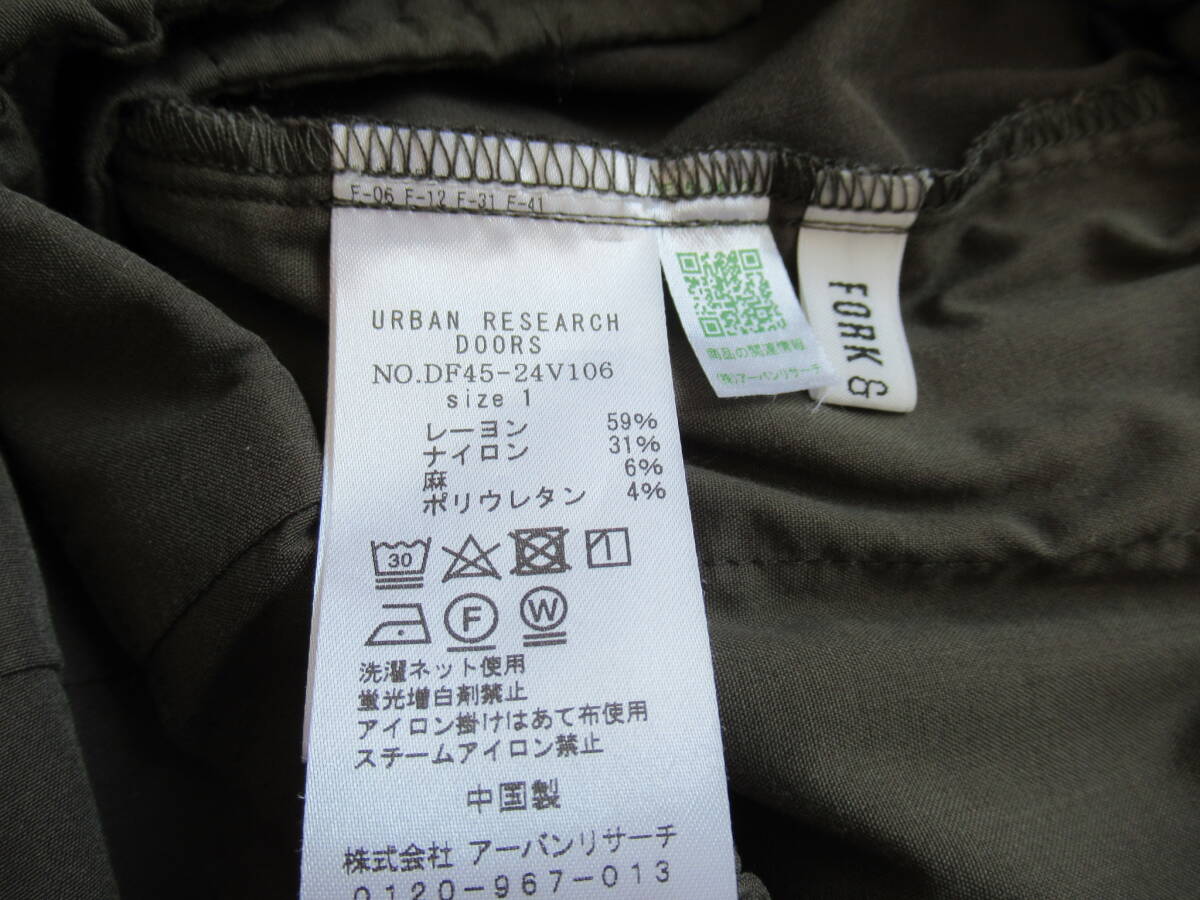 F-06 F-12 F-31 F-41
URBAN RESEARCH
DOORS
NO.DF45-24V106
size 1
レーヨン 59%
ナイロン 31%
麻 6%
ポリウレタン 4%
30
F
W
洗濯ネット使用
蛍光増白剤禁止
アイロン掛けはあて布使用
スチームアイロン禁止
中国製
株式会社 アーバンリサーチ
0120-967-013
商品の関連情報
(株)アーバンリサーチ
FORK &